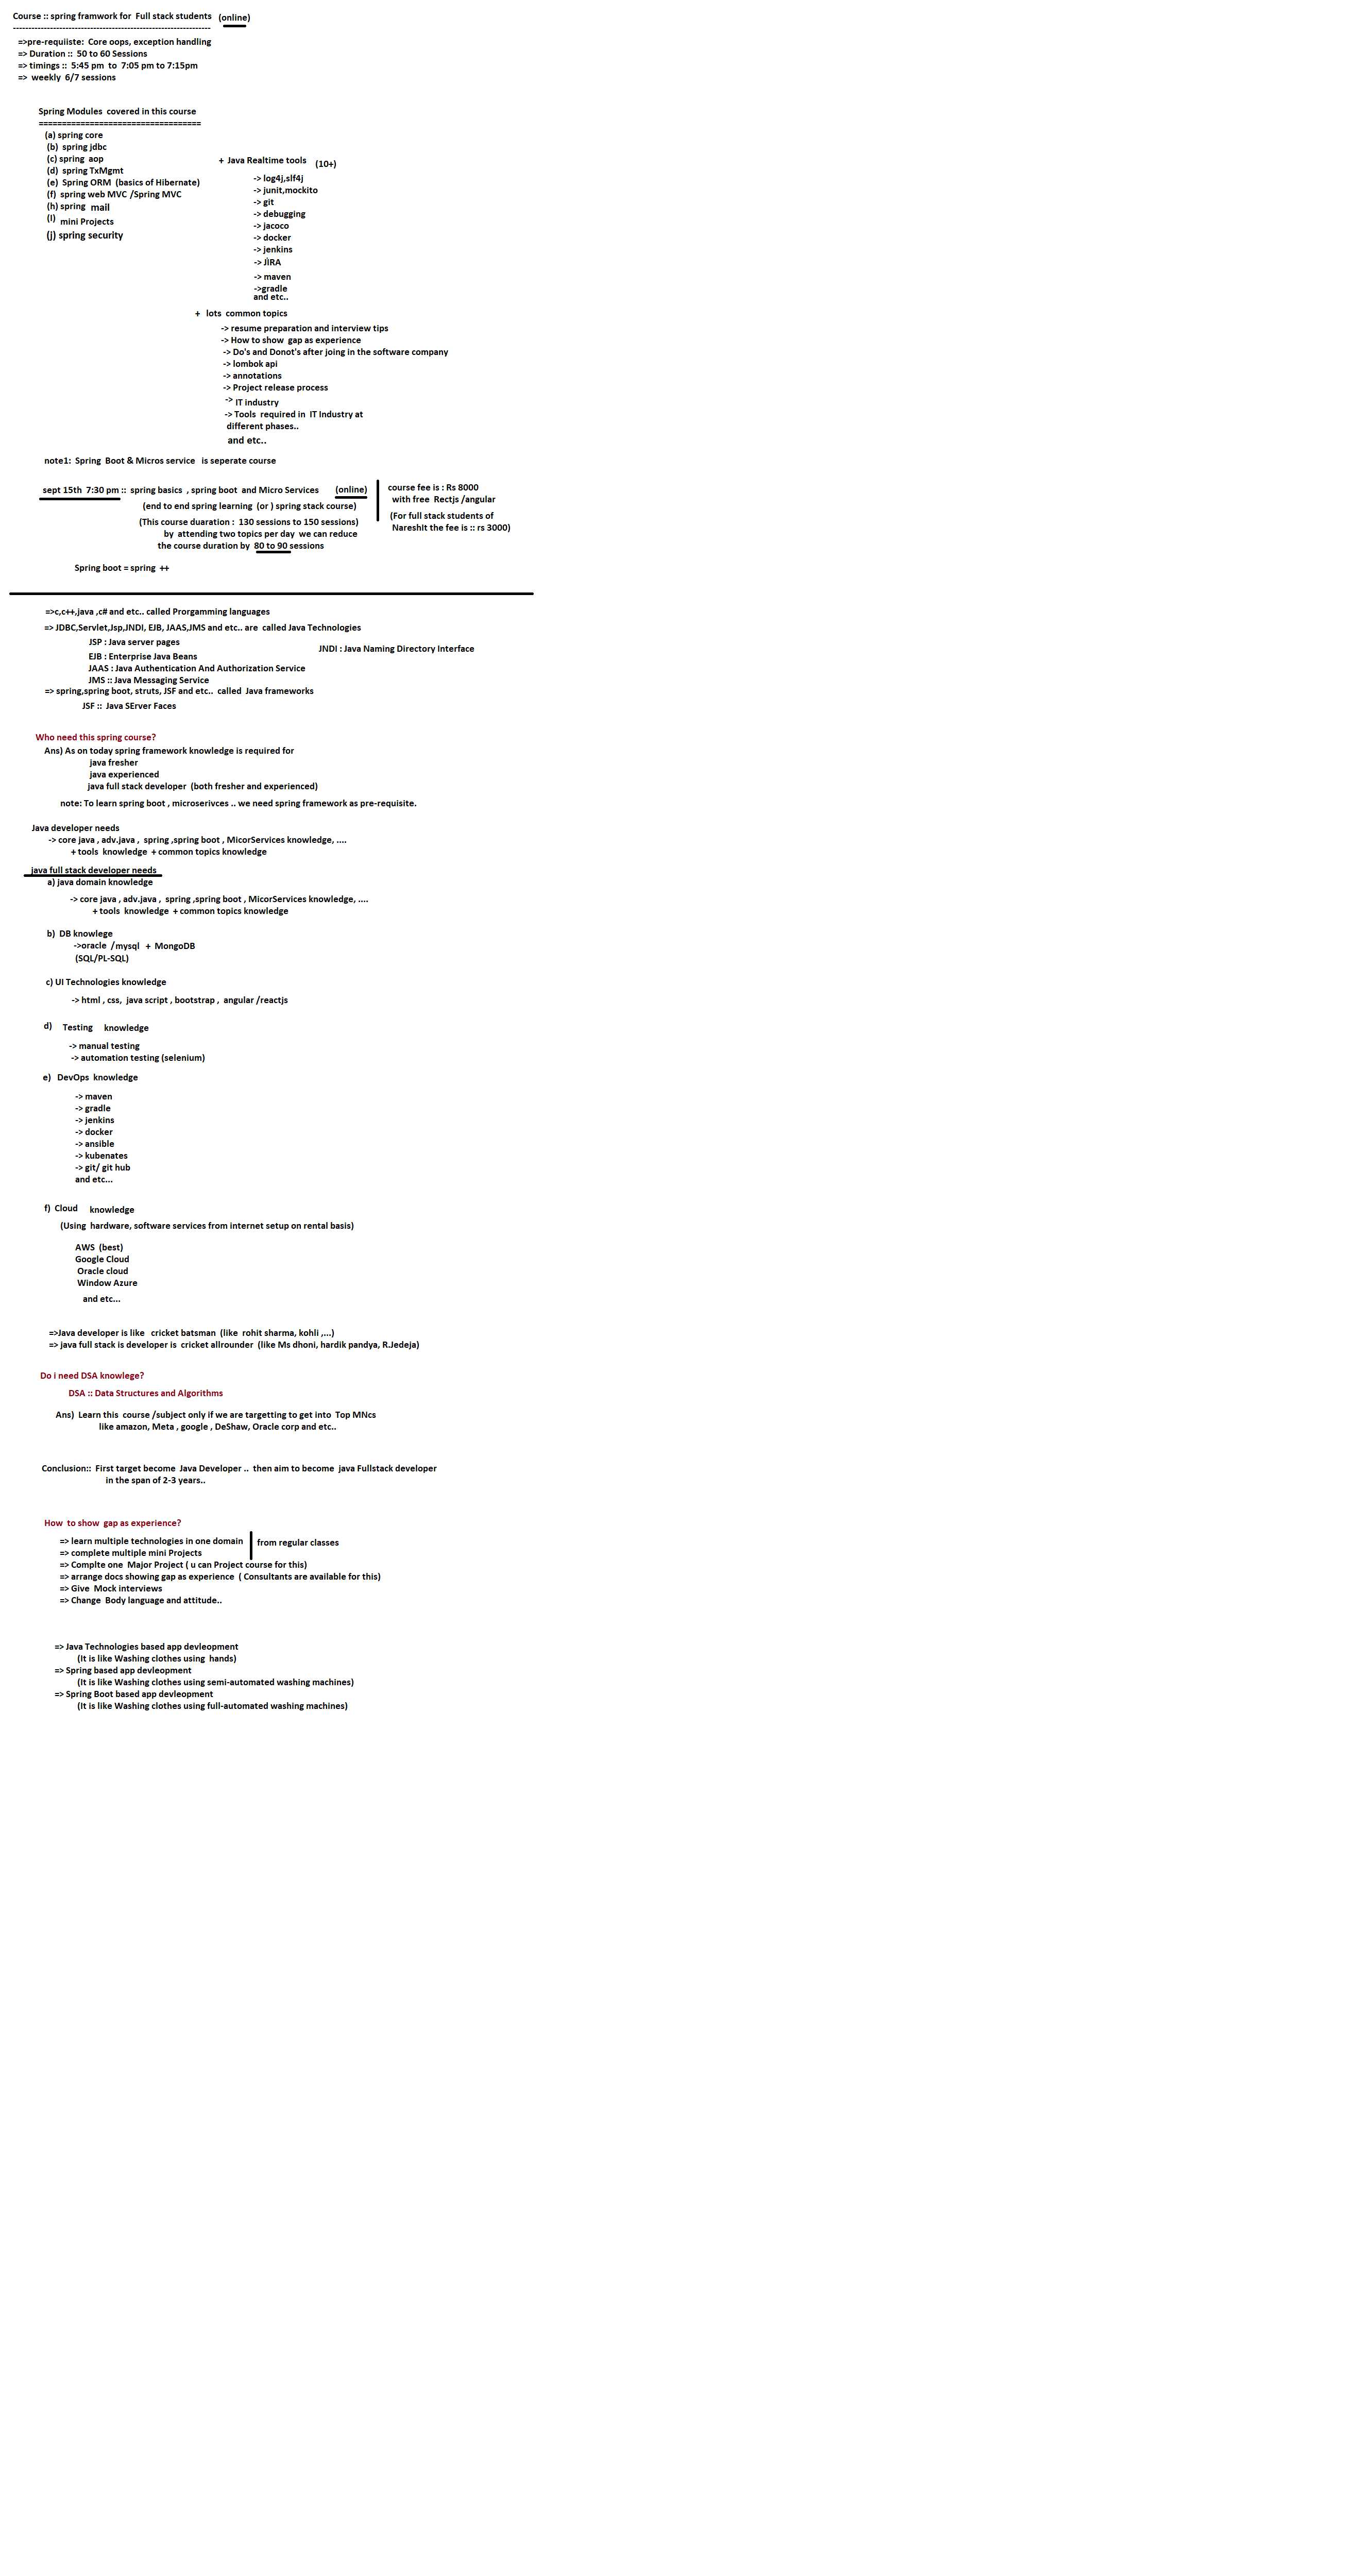 Course :: spring framwork for Full stack students (online)
-----------------------------------------------------------------
=>pre-requiiste: Core oops, exception handling
=> Duration :: 50 to 60 Sessions
=> timings :: 5:45 pm to 7:05 pm to 7:15pm
=> weekly 6/7 sessions
Spring Modules covered in this course
===================================
(a) spring core
(b) spring jdbc
(c) spring aop
(d) spring TxMgmt
(e) Spring ORM (basics of Hibernate)
(f) spring web MVC /Spring MVC
(h) spring mail
(I) mini Projects
(j) spring security
+ Java Realtime tools (10+)
-> log4j,slf4j
-> junit,mockito
-> git
-> debugging
-> jacoco
-> docker
-> jenkins
-> JIRA
-> maven
->gradle
and etc..
+ lots common topics
-> resume preparation and interview tips
-> How to show gap as experience
-> Do's and Donot's after joing in the software company
-> lombok api
-> annotations
-> Project release process
-> IT industry
-> Tools required in IT Industry at
different phases..
and etc..
note1: Spring Boot & Micros service is seperate course
sept 15th 7:30 pm :: spring basics , spring boot and Micro Services (online)
(end to end spring learning (or ) spring stack course)
(This course duaration : 130 sessions to 150 sessions)
by attending two topics per day we can reduce
the course duration by 80 to 90 sessions
course fee is : Rs 8000
with free Rectjs /angular
(For full stack students of
NareshIt the fee is :: rs 3000)
Spring boot = spring ++
=>c,c++,java ,c# and etc.. called Prorgamming languages
=> JDBC,Servlet,Jsp,JNDI, EJB, JAAS,JMS and etc.. are called Java Technologies
JSP : Java server pages
JNDI : Java Naming Directory Interface
EJB : Enterprise Java Beans
JAAS : Java Authentication And Authorization Service
JMS :: Java Messaging Service
=> spring,spring boot, struts, JSF and etc.. called Java frameworks
JSF :: Java SErver Faces
Who need this spring course?
Ans) As on today spring framework knowledge is required for
java fresher
java experienced
java full stack developer (both fresher and experienced)
note: To learn spring boot , microserivces .. we need spring framework as pre-requisite.
Java developer needs
-> core java , adv.java , spring ,spring boot , MicorServices knowledge, ....
+ tools knowledge + common topics knowledge
java full stack developer needs
a) java domain knowledge
-> core java , adv.java , spring ,spring boot , MicorServices knowledge, ....
+ tools knowledge + common topics knowledge
b) DB knowlege
->oracle /mysql + MongoDB
(SQL/PL-SQL)
c) UI Technologies knowledge
-> html , css, java script , bootstrap , angular /reactjs
d) Testing knowledge
-> manual testing
-> automation testing (selenium)
e) DevOps knowledge
-> maven
-> gradle
-> jenkins
-> docker
-> ansible
-> kubenates
-> git/ git hub
and etc...
f) Cloud knowledge
(Using hardware, software services from internet setup on rental basis)
AWS (best)
Google Cloud
Oracle cloud
Window Azure
and etc...
=>Java developer is like cricket batsman (like rohit sharma, kohli ,...)
=> java full stack is developer is cricket allrounder (like Ms dhoni, hardik pandya, R.Jedeja)
Do i need DSA knowlege?
DSA :: Data Structures and Algorithms
Ans) Learn this course /subject only if we are targetting to get into Top MNcs
like amazon, Meta , google , DeShaw, Oracle corp and etc..
Conclusion:: First target become Java Developer .. then aim to become java Fullstack developer
in the span of 2-3 years..
How to show gap as experience?
=> learn multiple technologies in one domain
=> complete multiple mini Projects
from regular classes
=> Complte one Major Project ( u can Project course for this)
=> arrange docs showing gap as experience ( Consultants are available for this)
=> Give Mock interviews
=> Change Body language and attitude..
=> Java Technologies based app devleopment
(It is like Washing clothes using hands)
=> Spring based app devleopment
(It is like Washing clothes using semi-automated washing machines)
=> Spring Boot based app devleopment
(It is like Washing clothes using full-automated washing machines)